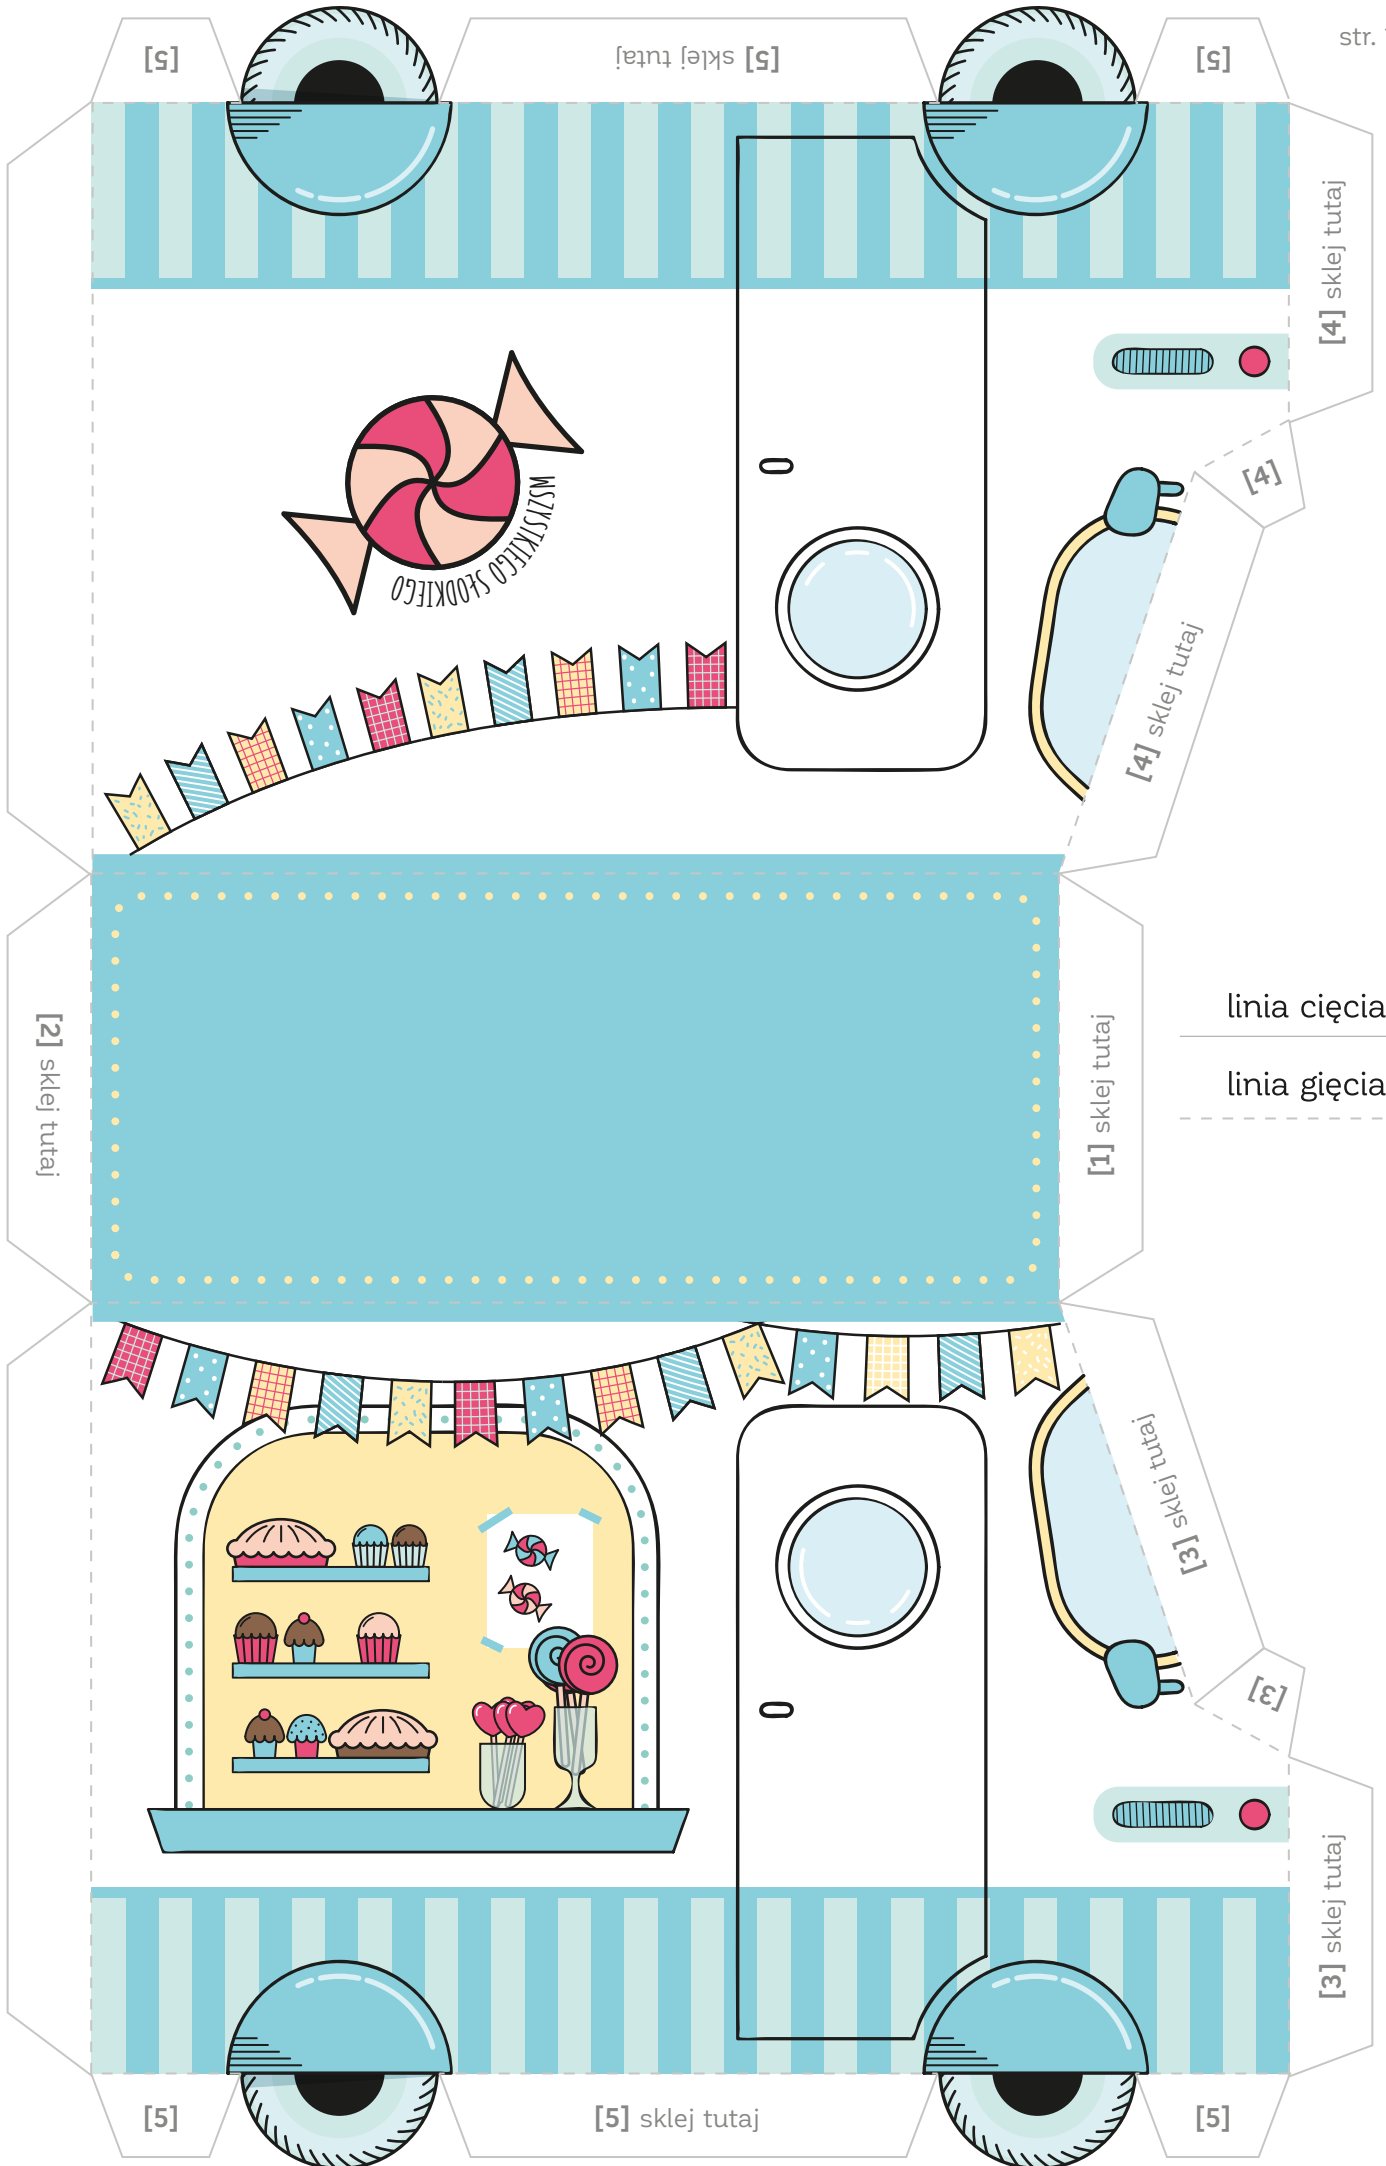 [5]
[5] sklej tutaj
[5]
str.
[4] sklej tutaj
WSZYSTKIEGO SŁODKIEGO
[4]
[4] sklej tutaj
[2] sklej tutaj
[1] sklej tutaj
linia cięcia
linia gięcia
[3] sklej tutaj
[3]
[3] sklej tutaj
[5]
[5] sklej tutaj
[5]